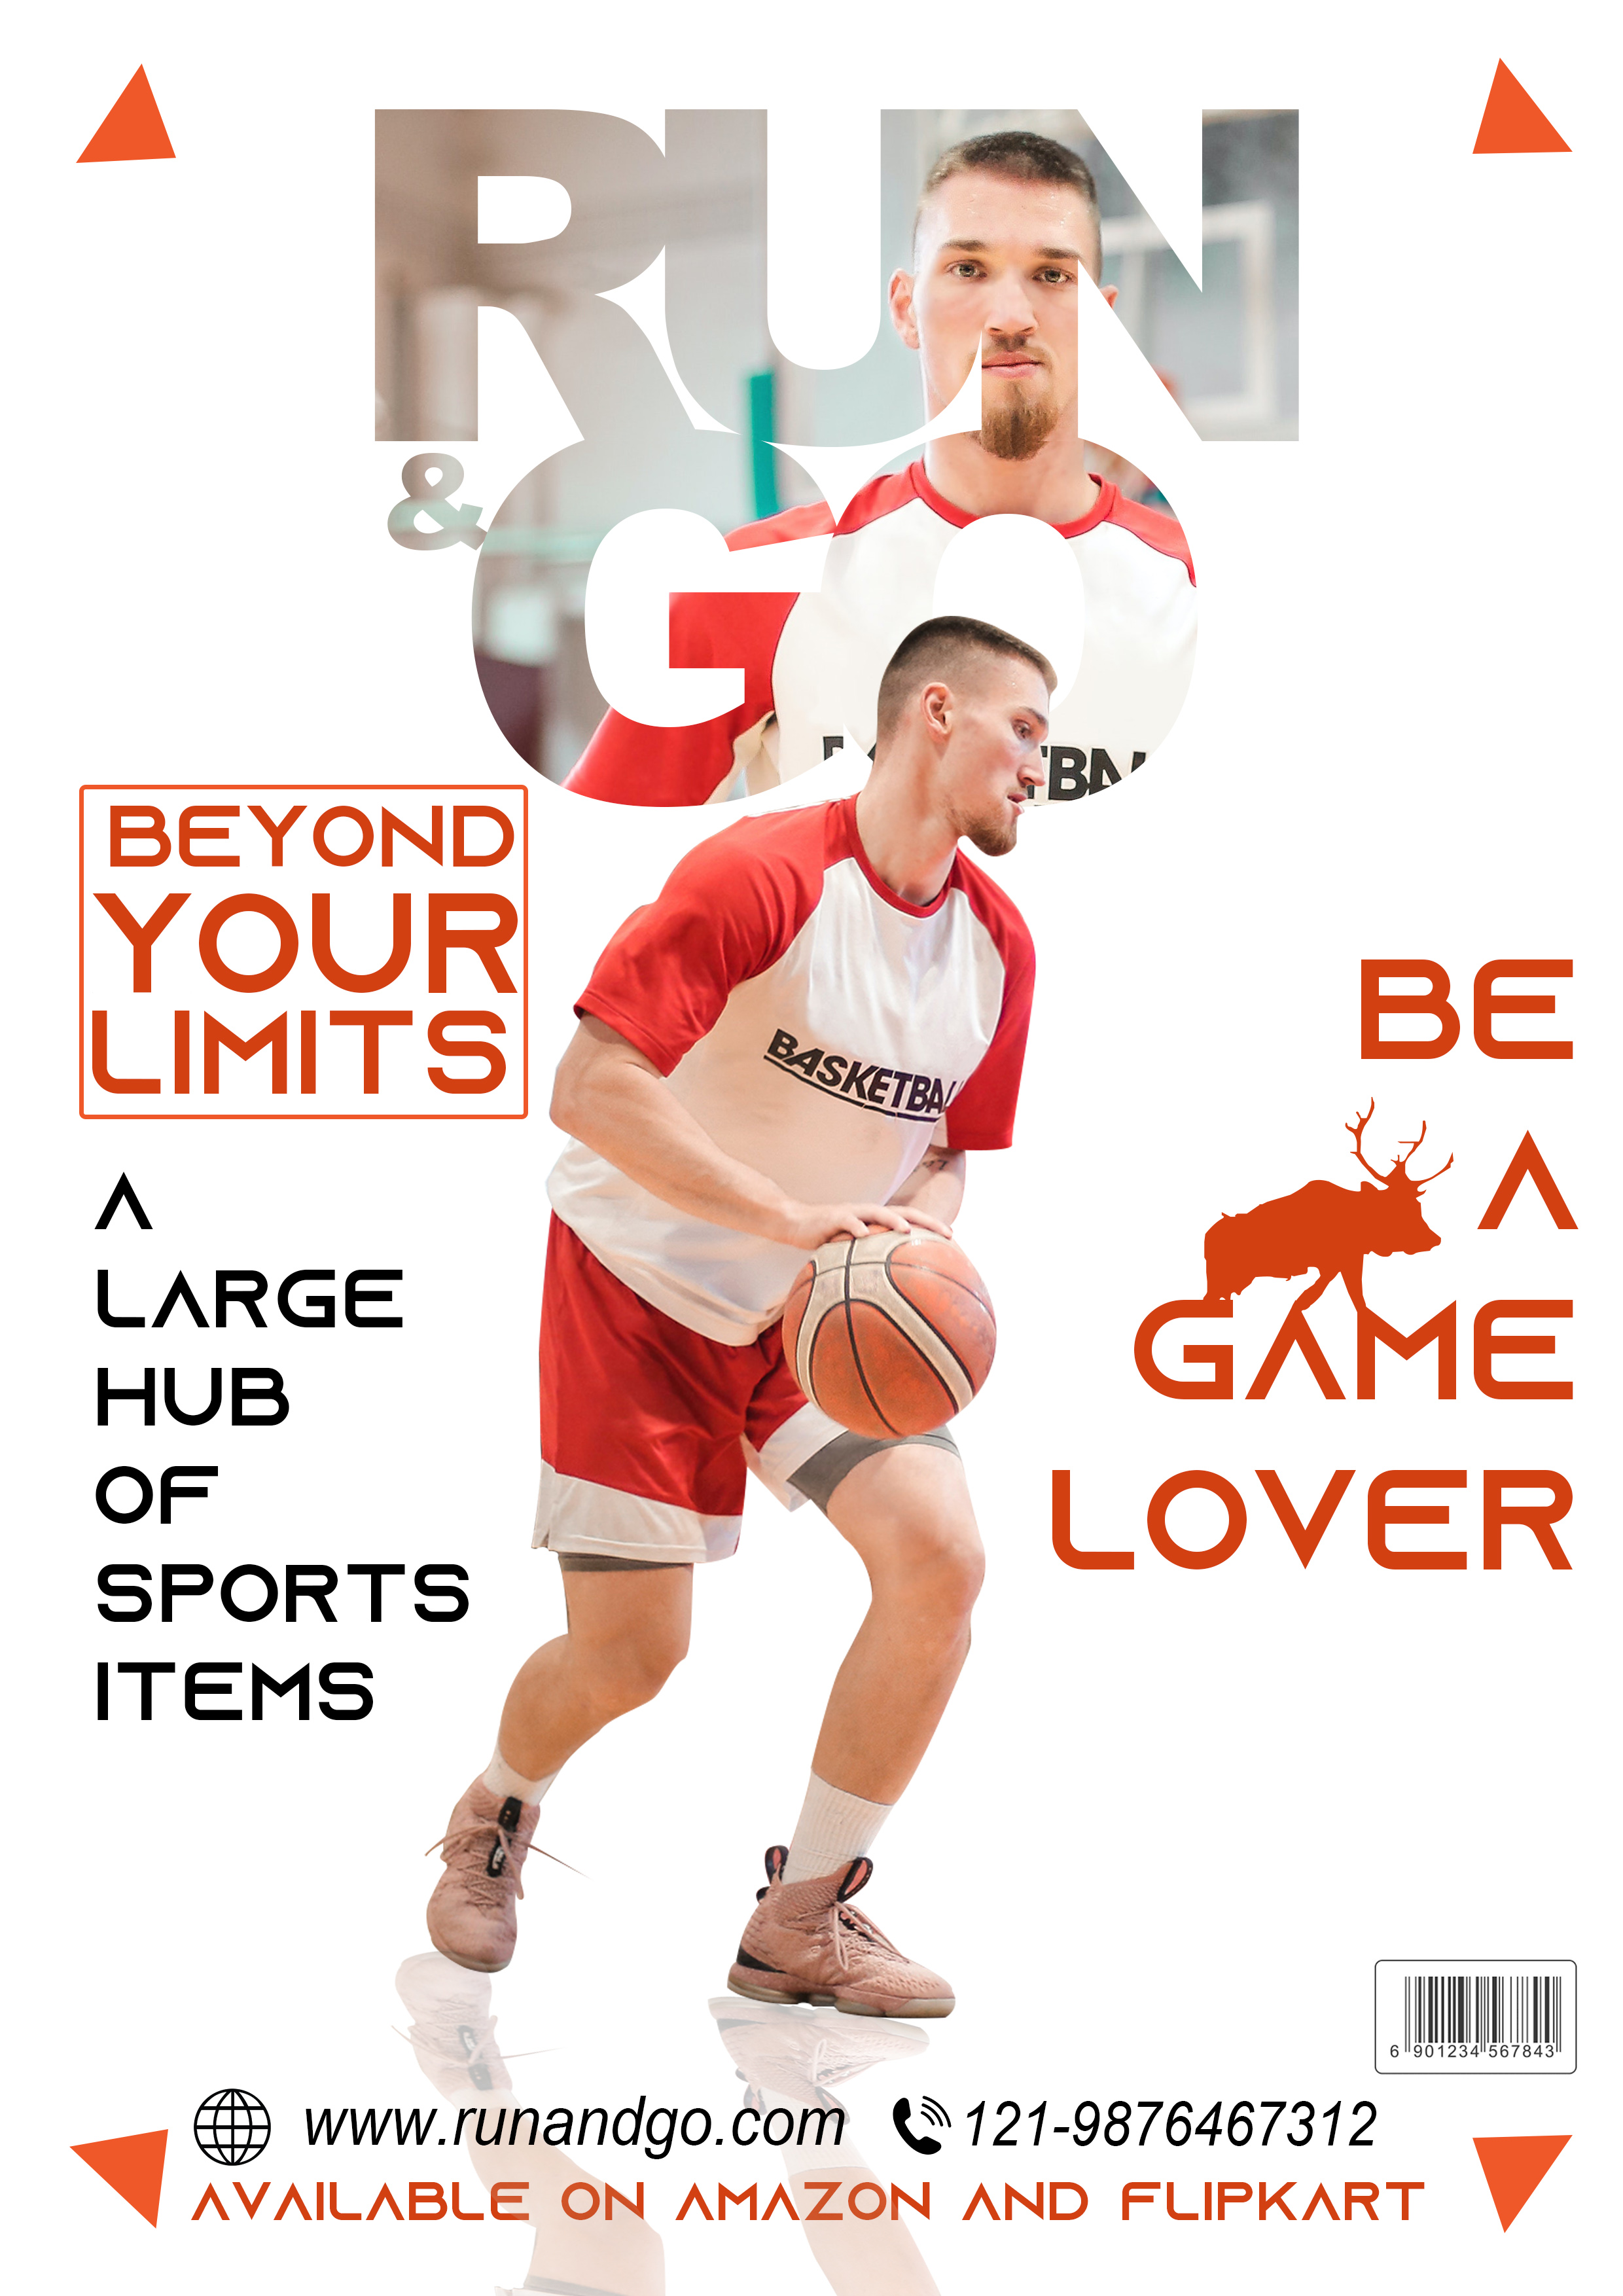 RUN
&
GO
BEYOND
YOUR
LIMITS
BASKETBAL
BE
A
GAME
LOVER
A
LARGE
HUB
OF
SPORTS
ITEMS
6 901234 567843
www.runandgo.com
121-9876467312
AVAILABLE ON AMAZON AND FLIPKART